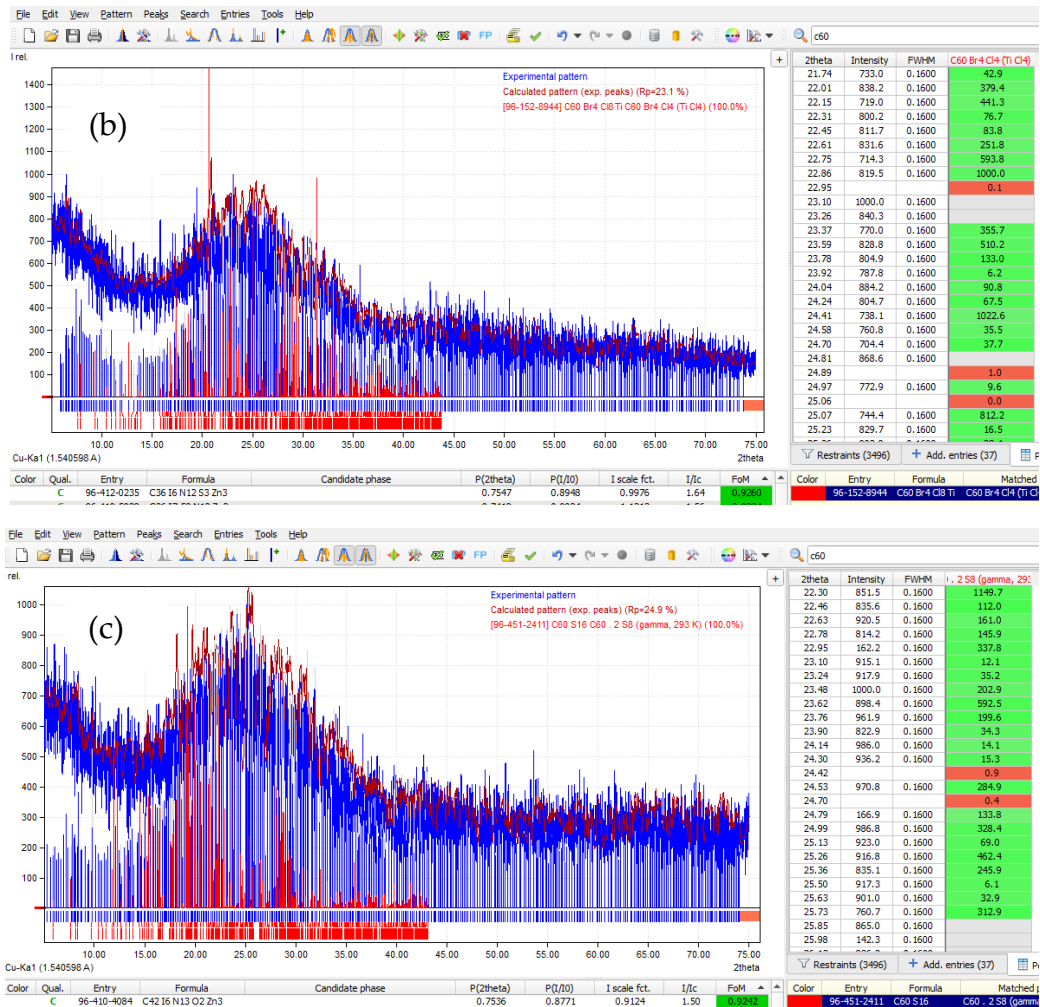 File Edit View Pattern Peaks Search Entries Tools Help
FP
c60
I rel.
(b)
Experimental pattern
Calculated pattern (exp. peaks) (Rp=23.1 %)
[96-152-8944] C60 Br4 Cl8 Ti C60 Br4 Cl4 (Ti Cl4) (100.0%)
1400
1300
1200
1100
1000
900
800
700
600
500
400
300
200
100
10.00 15.00 20.00 25.00 30.00 35.00 40.00 45.00 50.00 55.00 60.00 65.00 70.00 75.00
Cu-Ka1 (1.540598 A) 2theta
2theta Intensity FWHM C60 Br4 Cl4 (Ti Cl4)
21.74 733.0 0.1600 42.9
22.01 838.2 0.1600 379.4
22.15 719.0 0.1600 441.3
22.31 800.2 0.1600 76.7
22.45 811.7 0.1600 83.8
22.61 831.6 0.1600 251.8
22.75 714.3 0.1600 593.8
22.86 819.5 0.1600 1000.0
22.95 0.1
23.10 1000.0 0.1600
23.26 840.3 0.1600
23.37 770.0 0.1600 355.7
23.59 828.8 0.1600 510.2
23.78 804.9 0.1600 133.0
23.92 787.8 0.1600 6.2
24.04 884.2 0.1600 90.8
24.24 804.7 0.1600 67.5
24.41 738.1 0.1600 1022.6
24.58 760.8 0.1600 35.5
24.70 704.4 0.1600 37.7
24.81 868.6 0.1600
24.89 1.0
24.97 772.9 0.1600 9.6
25.06 0.0
25.07 744.4 0.1600 812.2
25.23 829.7 0.1600 16.5
Restraints (3496) Add. entries (37)
Color Qual. Entry Formula Candidate phase P(2theta) P(I/I0) I scale fct. I/Ic FoM
C 96-412-0235 C36 I6 N12 S3 Zn3 0.7547 0.8948 0.9976 1.64 0.9260
Color Entry Formula Matched p
96-152-8944 C60 Br4 Cl8 Ti C60 Br4 Cl4 (Ti Cl
File Edit View Pattern Peaks Search Entries Tools Help
FP
c60
rel.
(c)
Experimental pattern
Calculated pattern (exp. peaks) (Rp=24.9 %)
[96-451-2411] C60 S16 C60 . 2 S8 (gamma, 293 K) (100.0%)
1000
900
800
700
600
500
400
300
200
100
10.00 15.00 20.00 25.00 30.00 35.00 40.00 45.00 50.00 55.00 60.00 65.00 70.00 75.00
Cu-Ka1 (1.540598 A) 2theta
2theta Intensity FWHM . 2 S8 (gamma, 293
22.30 851.5 0.1600 1149.7
22.46 835.6 0.1600 112.0
22.63 920.5 0.1600 161.0
22.78 814.2 0.1600 145.9
22.95 162.2 0.1600 337.8
23.10 915.1 0.1600 12.1
23.24 917.9 0.1600 35.2
23.48 1000.0 0.1600 202.9
23.62 898.4 0.1600 592.5
23.76 961.9 0.1600 199.6
23.90 822.9 0.1600 34.3
24.14 986.0 0.1600 14.1
24.30 936.2 0.1600 15.3
24.42 0.9
24.53 970.8 0.1600 284.9
24.70 0.4
24.79 166.9 0.1600 133.8
24.99 986.8 0.1600 328.4
25.13 923.0 0.1600 69.0
25.26 916.8 0.1600 462.4
25.36 835.1 0.1600 245.9
25.50 917.3 0.1600 6.1
25.63 901.0 0.1600 32.9
25.73 760.7 0.1600 312.9
25.85 865.0 0.1600
25.98 142.3 0.1600
Restraints (3496) Add. entries (37)
Color Qual. Entry Formula Candidate phase P(2theta) P(I/I0) I scale fct. I/Ic FoM
C 96-410-4084 C42 I6 N13 O2 Zn3 0.7536 0.8771 0.9124 1.50 0.9242
Color Entry Formula Matched p
96-451-2411 C60 S16 C60 . 2 S8 (gamma